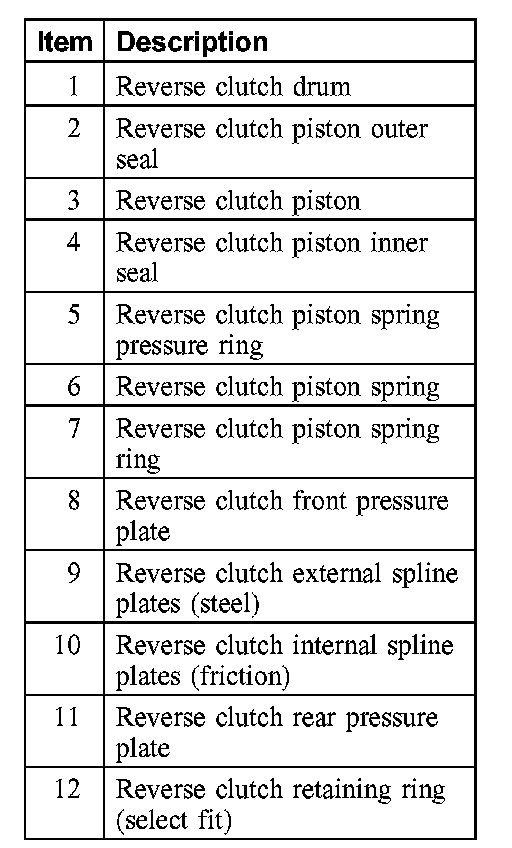 Item Description
1 Reverse clutch drum
2 Reverse clutch piston outer
seal
3 Reverse clutch piston
4 Reverse clutch piston inner
seal
5 Reverse clutch piston spring
pressure ring
6 Reverse clutch piston spring
7 Reverse clutch piston spring
ring
8 Reverse clutch front pressure
plate
9 Reverse clutch external spline
plates (steel)
10 Reverse clutch internal spline
plates (friction)
11 Reverse clutch rear pressure
plate
12 Reverse clutch retaining ring
(select fit)